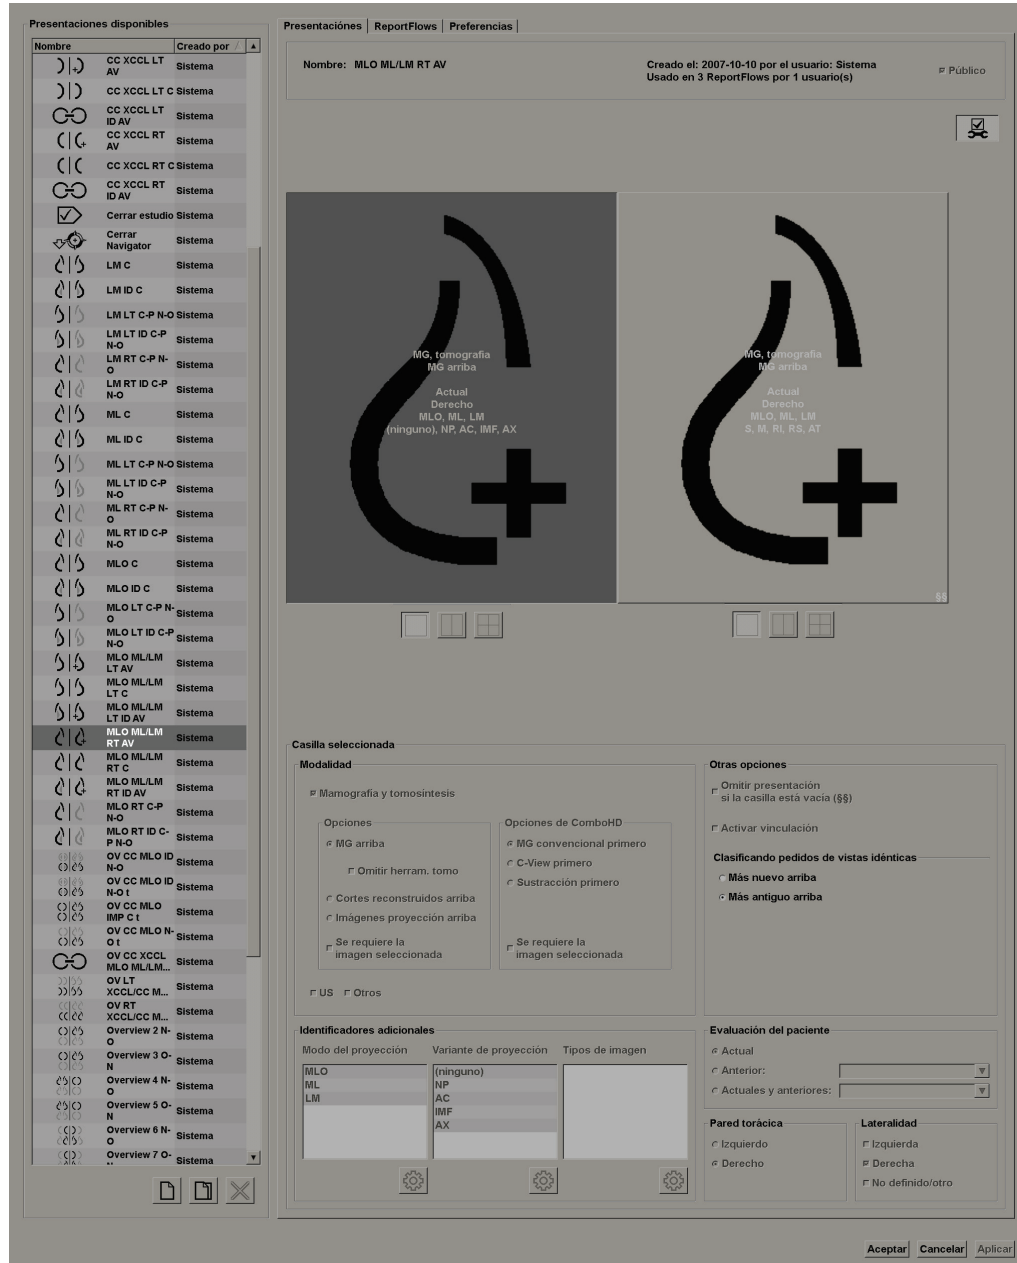 Presentaciones disponibles
Nombre
Creado por
CC XCCL LT
AV
Sistema
CC XCCL LT C
Sistema
CC XCCL LT
ID AV
Sistema
CC XCCL RT
AV
Sistema
CC XCCL RT C
Sistema
CC XCCL RT
ID AV
Sistema
Cerrar estudio
Sistema
Cerrar
Navigator
Sistema
LM C
Sistema
LM ID C
Sistema
LM LT C-P N-O
Sistema
LM LT ID C-P
N-O
Sistema
LM RT C-P N-
O
Sistema
LM RT ID C-P
N-O
Sistema
ML C
Sistema
ML ID C
Sistema
ML LT C-P N-O
Sistema
ML LT ID C-P
N-O
Sistema
ML RT C-P N-
O
Sistema
ML RT ID C-P
N-O
Sistema
MLO C
Sistema
MLO ID C
Sistema
MLO LT C-P N-
O
Sistema
MLO LT ID C-P
N-O
Sistema
MLO ML/LM
LT AV
Sistema
MLO ML/LM
LT C
Sistema
MLO ML/LM
LT ID AV
Sistema
MLO ML/LM
RT AV
Sistema
MLO ML/LM
RT C
Sistema
MLO ML/LM
RT ID AV
Sistema
MLO RT C-P
N-O
Sistema
MLO RT ID C-
P N-O
Sistema
OV CC MLO ID
N-O
Sistema
OV CC MLO ID
N-O t
Sistema
OV CC MLO
IMP C t
Sistema
OV CC MLO N-
O t
Sistema
OV CC XCCL
MLO ML/LM...
Sistema
OV LT
XCCL/CC M...
Sistema
OV RT
XCCL/CC M...
Sistema
Overview 2 N-
O
Sistema
Overview 3 O-
N
Sistema
Overview 4 N-
O
Sistema
Overview 5 O-
N
Sistema
Overview 6 N-
O
Sistema
Overview 7 O-
Sistema
Presentaciónes
ReportFlows
Preferencias
Nombre: MLO ML/LM RT AV
Creado el: 2007-10-10 por el usuario: Sistema
Usado en 3 ReportFlows por 1 usuario(s)
Público
MG, tomografia
MG arriba
Actual
Derecho
MLO, ML, LM
(ninguno), NP, AC, IMF, AX
MG, tomografia
MG arriba
Actual
Derecho
MLO, ML, LM
S, M, RI, RS, AT
§§
Casilla seleccionada
Modalidad
Mamografía y tomosíntesis
Opciones
MG arriba
Omitir herram. tomo
Cortes reconstruidos arriba
Imágenes proyección arriba
Se requiere la
imagen seleccionada
Opciones de ComboHD
MG convencional primero
C-View primero
Sustracción primero
Se requiere la
imagen seleccionada
US
Otros
Otras opciones
Omitir presentación
si la casilla está vacía (§§)
Activar vinculación
Clasificando pedidos de vistas idénticas
Más nuevo arriba
Más antiguo arriba
Identificadores adicionales
Modo del proyección
MLO
ML
LM
Variante de proyección
(ninguno)
NP
AC
IMF
AX
Tipos de imagen
Evaluación del paciente
Actual
Anterior:
Actuales y anteriores:
Pared torácica
Izquierdo
Derecho
Lateralidad
Izquierda
Derecha
No definido/otro
Aceptar
Cancelar
Aplicar